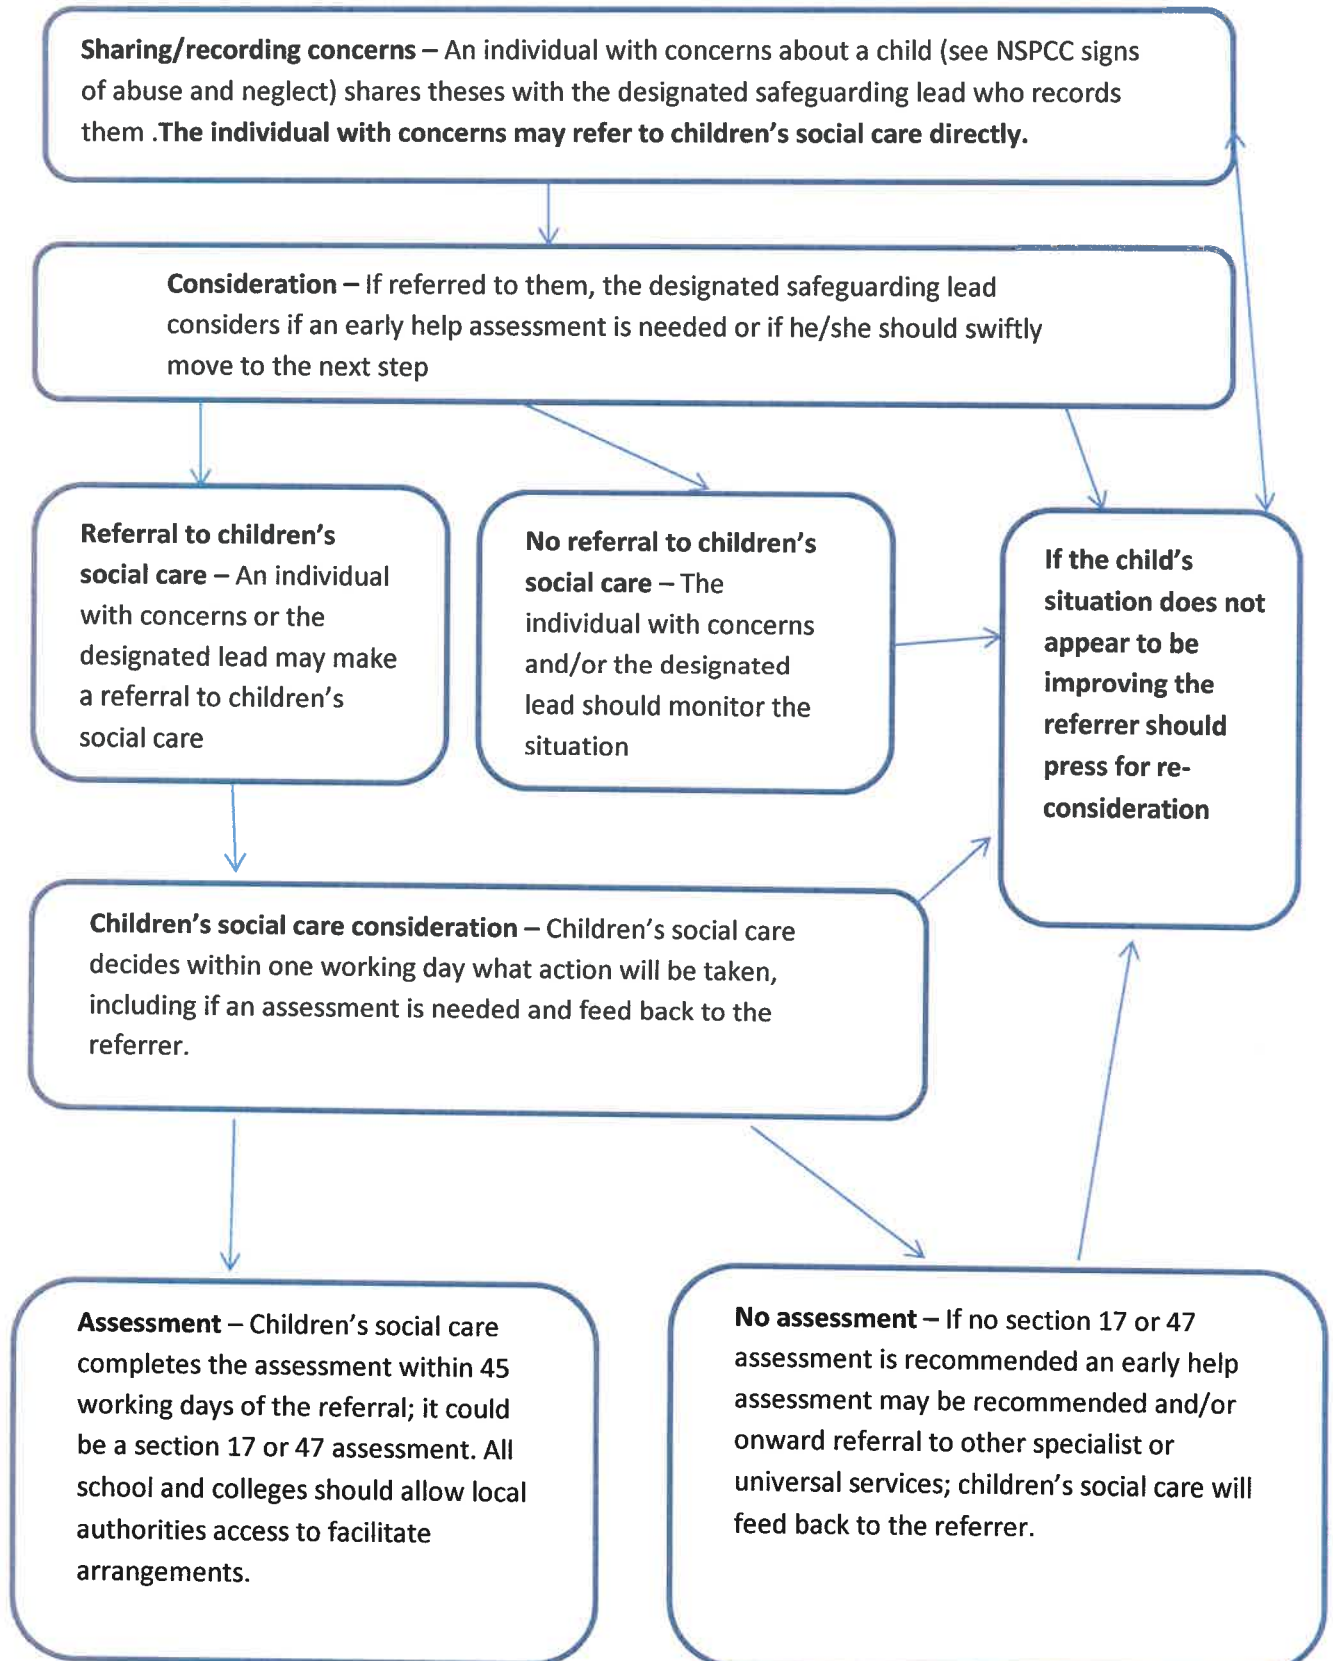 Sharing/recording concerns – An individual with concerns about a child (see NSPCC signs
of abuse and neglect) shares theses with the designated safeguarding lead who records
them .The individual with concerns may refer to children's social care directly.
Consideration – If referred to them, the designated safeguarding lead
considers if an early help assessment is needed or if he/she should swiftly
move to the next step
Referral to children's
social care – An individual
with concerns or the
designated lead may make
a referral to children's
social care
No referral to children's
social care – The
individual with concerns
and/or the designated
lead should monitor the
situation
If the child's
situation does not
appear to be
improving the
referrer should
press for re-
consideration
Children's social care consideration – Children's social care
decides within one working day what action will be taken,
including if an assessment is needed and feed back to the
referrer.
Assessment – Children's social care
completes the assessment within 45
working days of the referral; it could
be a section 17 or 47 assessment. All
school and colleges should allow local
authorities access to facilitate
arrangements.
No assessment – If no section 17 or 47
assessment is recommended an early help
assessment may be recommended and/or
onward referral to other specialist or
universal services; children's social care will
feed back to the referrer.